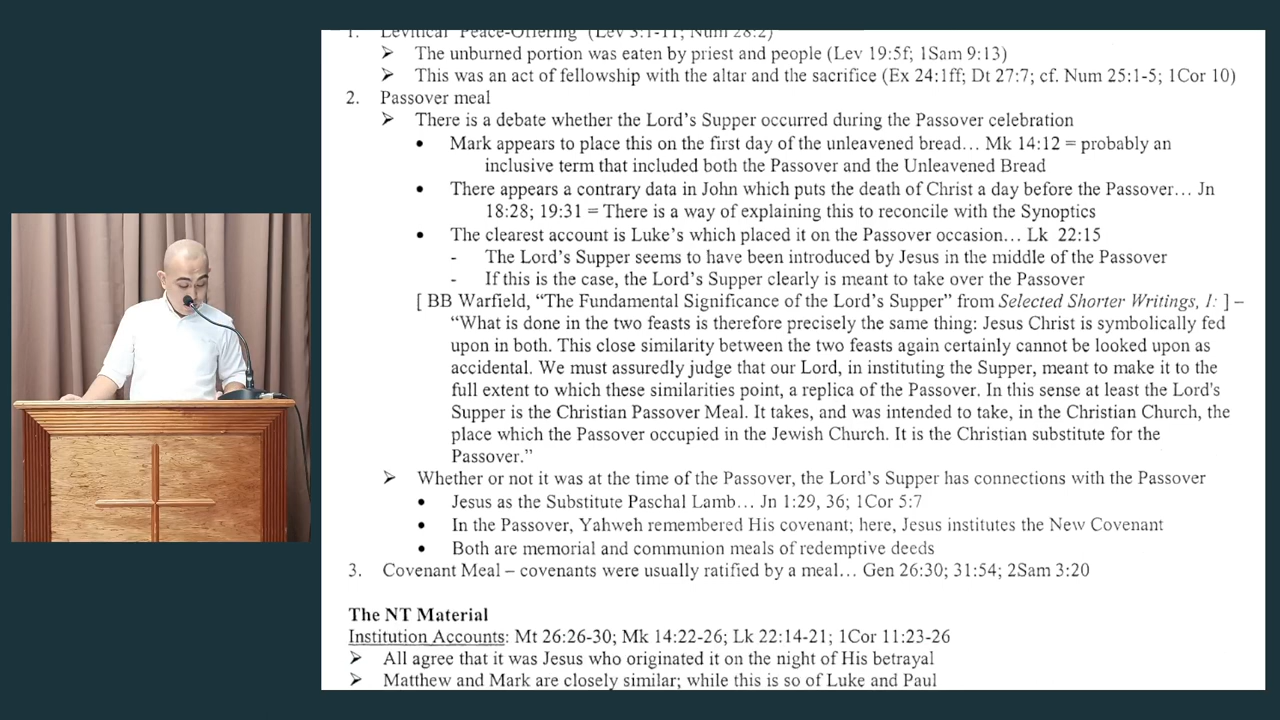 1. Levitical Peace-Offering (Lev 3:1-11; Num 28:2)
➢ The unburned portion was eaten by priest and people (Lev 19:5f; 1Sam 9:13)
➢ This was an act of fellowship with the altar and the sacrifice (Ex 24:1ff; Dt 27:7; cf. Num 25:1-5; 1Cor 10)
2. Passover meal
➢ There is a debate whether the Lord's Supper occurred during the Passover celebration
• Mark appears to place this on the first day of the unleavened bread… Mk 14:12 = probably an
inclusive term that included both the Passover and the Unleavened Bread
• There appears a contrary data in John which puts the death of Christ a day before the Passover… Jn
18:28; 19:31 = There is a way of explaining this to reconcile with the Synoptics
• The clearest account is Luke's which placed it on the Passover occasion… Lk 22:15
- The Lord's Supper seems to have been introduced by Jesus in the middle of the Passover
- If this is the case, the Lord's Supper clearly is meant to take over the Passover
[ BB Warfield, "The Fundamental Significance of the Lord's Supper" from Selected Shorter Writings, I: ] –
"What is done in the two feasts is therefore precisely the same thing: Jesus Christ is symbolically fed
upon in both. This close similarity between the two feasts again certainly cannot be looked upon as
accidental. We must assuredly judge that our Lord, in instituting the Supper, meant to make it to the
full extent to which these similarities point, a replica of the Passover. In this sense at least the Lord's
Supper is the Christian Passover Meal. It takes, and was intended to take, in the Christian Church, the
place which the Passover occupied in the Jewish Church. It is the Christian substitute for the
Passover."
➢ Whether or not it was at the time of the Passover, the Lord's Supper has connections with the Passover
• Jesus as the Substitute Paschal Lamb… Jn 1:29, 36; 1Cor 5:7
• In the Passover, Yahweh remembered His covenant; here, Jesus institutes the New Covenant
• Both are memorial and communion meals of redemptive deeds
3. Covenant Meal – covenants were usually ratified by a meal… Gen 26:30; 31:54; 2Sam 3:20
The NT Material
Institution Accounts: Mt 26:26-30; Mk 14:22-26; Lk 22:14-21; 1Cor 11:23-26
➢ All agree that it was Jesus who originated it on the night of His betrayal
➢ Matthew and Mark are closely similar; while this is so of Luke and Paul